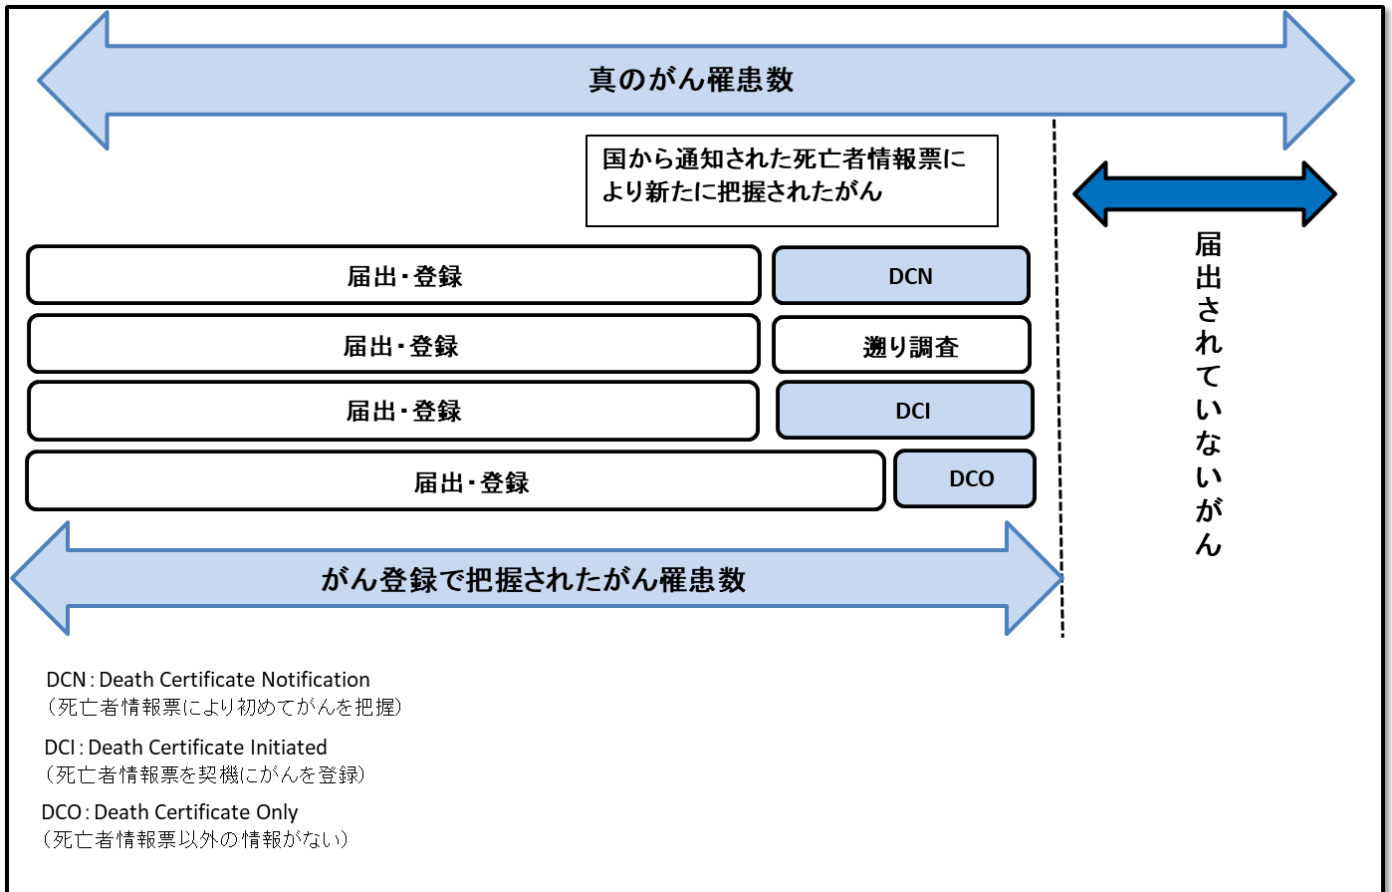 真のがん罹患数
国から通知された死亡者情報票に
より新たに把握されたがん
届出されていないがん
届出・登録
DCN
届出・登録
遡り調査
届出・登録
DCI
届出・登録
DCO
がん登録で把握されたがん罹患数
DCN：Death Certificate Notification
（死亡者情報票により初めてがんを把握）
DCI：Death Certificate Initiated
（死亡者情報票を契機にがんを登録）
DCO：Death Certificate Only
（死亡者情報票以外の情報がない）